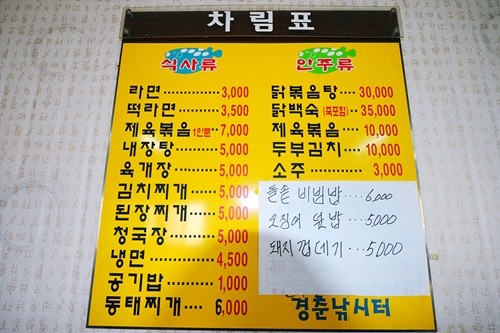 차림표
식사류
라면 ············ 3,000
떡라면 ········· 3,500
제육볶음 1인분 ·· 7,000
내장탕 ········· 5,000
육개장 ········· 5,000
김치찌개 ······ 5,000
된장찌개 ······ 5,000
청국장 ········· 5,000
냉면 ············ 4,500
공기밥 ········· 1,000
동태찌개 ···· 6,000
안주류
닭볶음탕 ···· 30,000
닭백숙 (죽포함) ·· 35,000
제육볶음 ······ 10,000
두부김치 ······ 10,000
소주 ············ 3,000
돌솥 비빔밥 ···· 6,000
오징어 덮밥 ···· 5,000
돼지껍데기 ···· 5,000
경춘낚시터